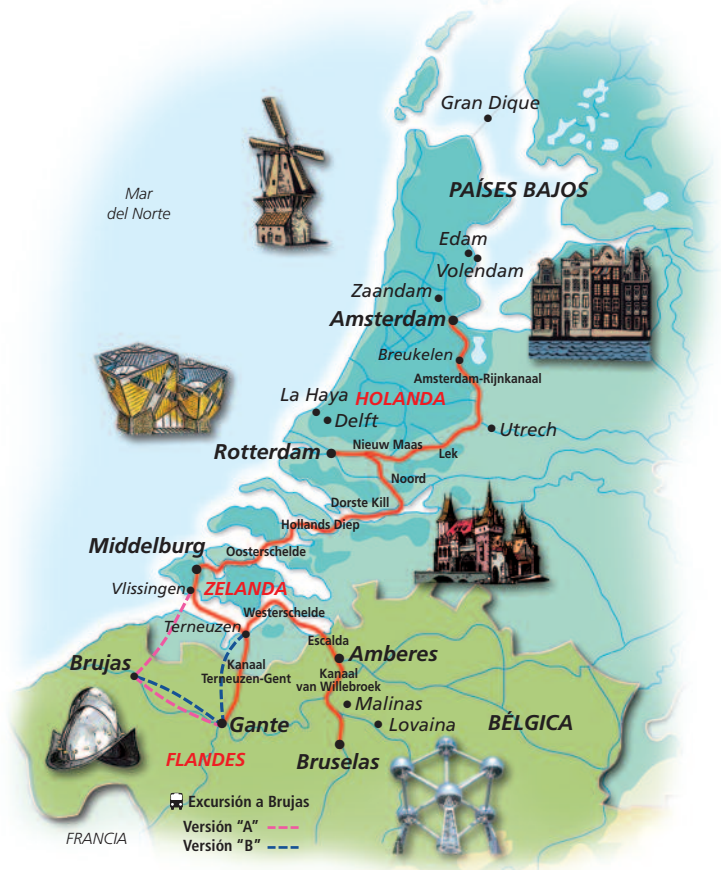 Gran Dique
Mar
del Norte
PAÍSES BAJOS
Edam
Volendam
Zaandam
Amsterdam
Breukelen
Amsterdam-Rijnkanaal
La Haya
HOLANDA
Delft
Utrech
Nieuw Maas
Rotterdam
Lek
Noord
Dorste Kill
Hollands Diep
Middelburg
Oosterschelde
Vlissingen
ZELANDA
Westerschelde
Terneuzen
Escalda
Brujas
Amberes
Kanaal
Terneuzen-Gent
Kanaal
van Willebroek
Malinas
Gante
Lovaina
BÉLGICA
FLANDES
Bruselas
Excursión a Brujas
Versión "A"
Versión "B"
FRANCIA